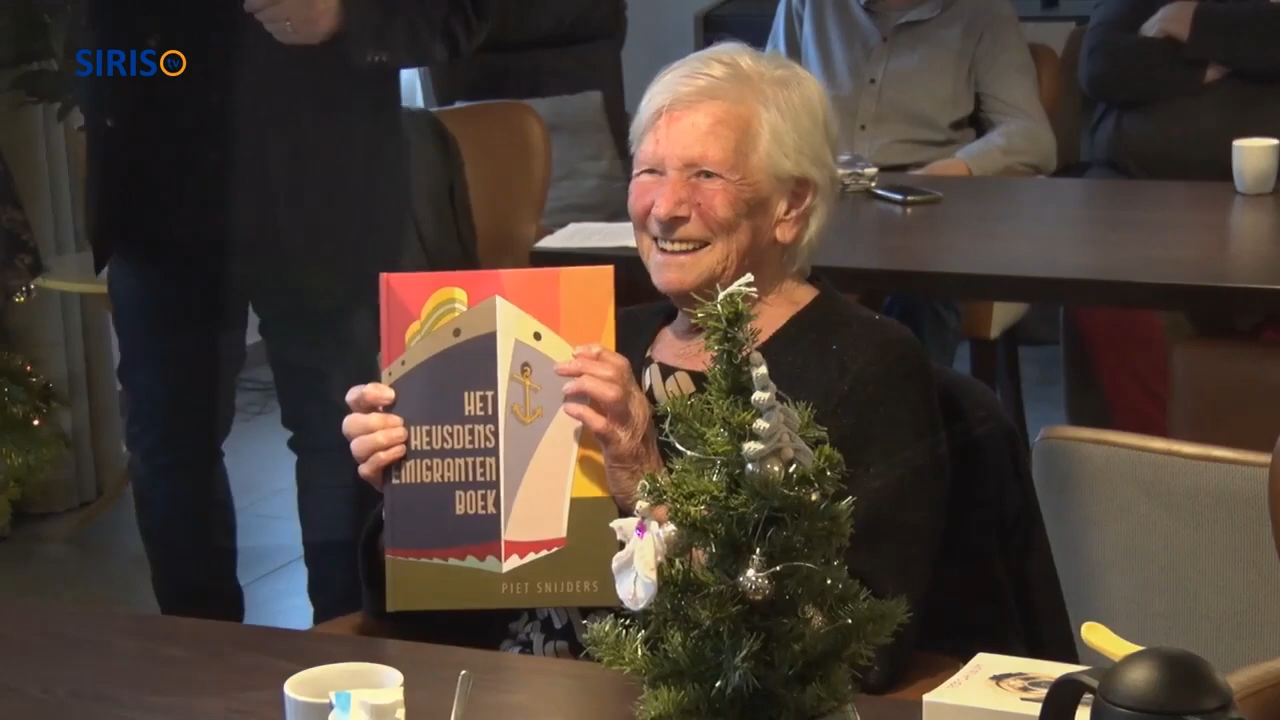 SIRIS tv
HET
HEUSDENS
EMIGRANTEN
BOEK
PIET SNIJDERS